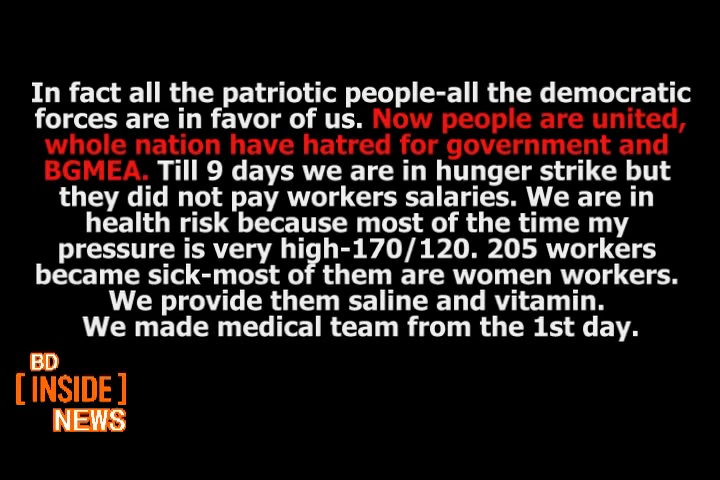 In fact all the patriotic people-all the democratic
forces are in favor of us. Now people are united,
whole nation have hatred for government and
BGMEA. Till 9 days we are in hunger strike but
they did not pay workers salaries. We are in
health risk because most of the time my
pressure is very high-170/120. 205 workers
became sick-most of them are women workers.
We provide them saline and vitamin.
We made medical team from the 1st day.
BD
[INSIDE]
NEWS